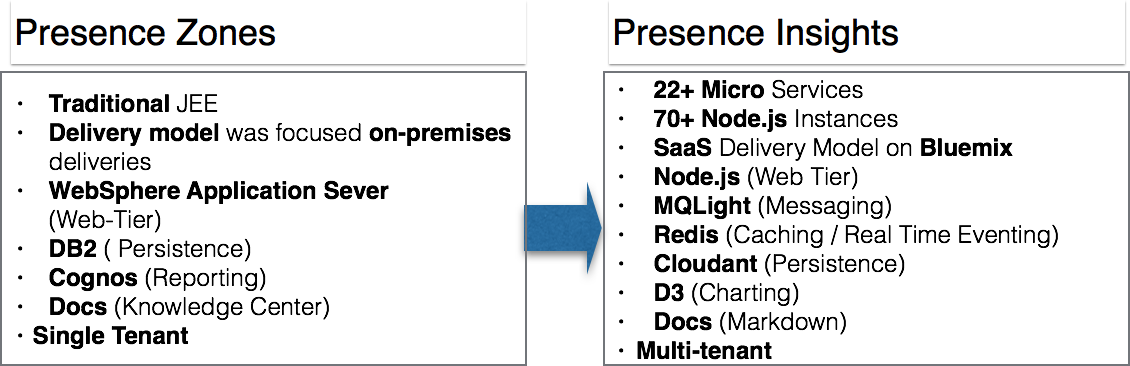 Presence Zones
· Traditional JEE
· Delivery model was focused on-premises
deliveries
· WebSphere Application Sever
(Web-Tier)
· DB2 ( Persistence)
· Cognos (Reporting)
· Docs (Knowledge Center)
· Single Tenant
Presence Insights
· 22+ Micro Services
· 70+ Node.js Instances
· SaaS Delivery Model on Bluemix
· Node.js (Web Tier)
· MQLight (Messaging)
· Redis (Caching / Real Time Eventing)
· Cloudant (Persistence)
· D3 (Charting)
· Docs (Markdown)
· Multi-tenant